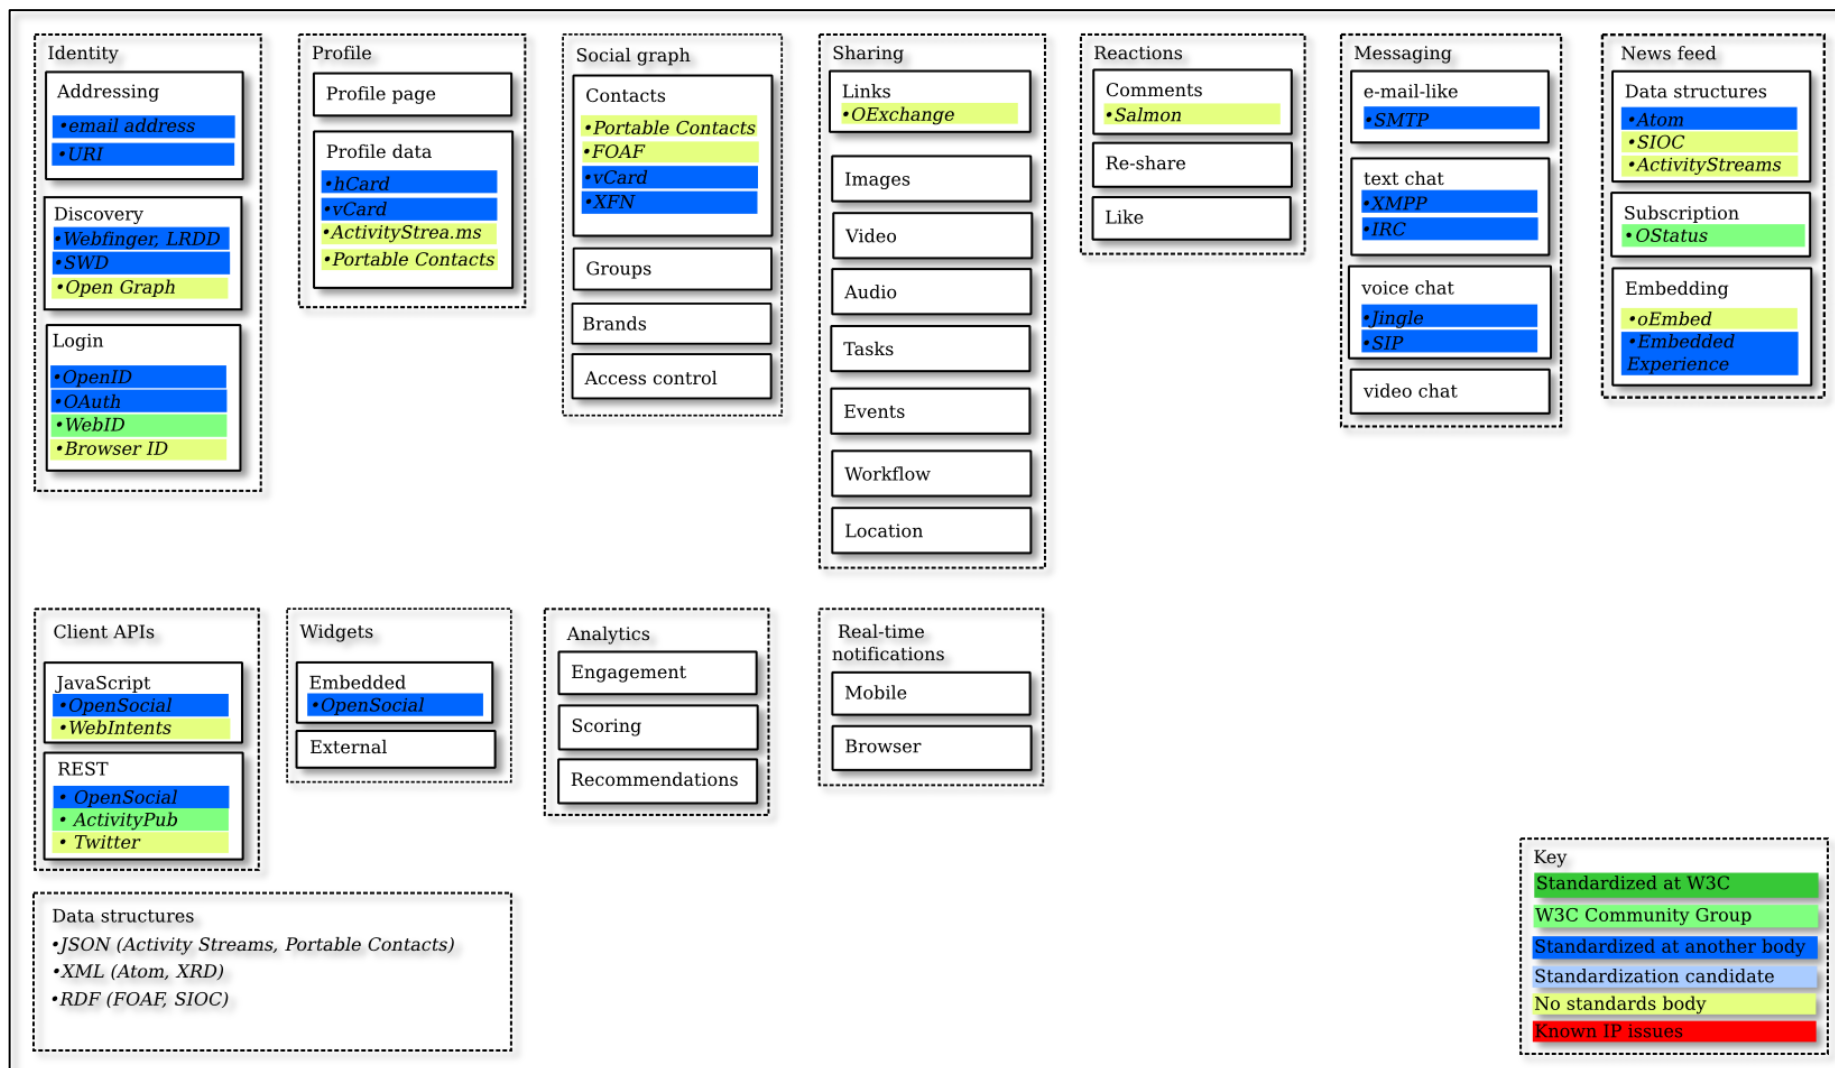 Identity
Addressing
•email address
•URI
Discovery
•Webfinger, LRDD
•SWD
•Open Graph
Login
•OpenID
•OAuth
•WebID
•Browser ID
Profile
Profile page
Profile data
•hCard
•vCard
•ActivityStrea.ms
•Portable Contacts
Social graph
Contacts
•Portable Contacts
•FOAF
•vCard
•XFN
Groups
Brands
Access control
Sharing
Links
•OExchange
Images
Video
Audio
Tasks
Events
Workflow
Location
Reactions
Comments
•Salmon
Re-share
Like
Messaging
e-mail-like
•SMTP
text chat
•XMPP
•IRC
voice chat
•Jingle
•SIP
video chat
News feed
Data structures
•Atom
•SIOC
•ActivityStreams
Subscription
•OStatus
Embedding
•oEmbed
•Embedded
Experience
Client APIs
JavaScript
•OpenSocial
•WebIntents
REST
• OpenSocial
• ActivityPub
• Twitter
Widgets
Embedded
•OpenSocial
External
Analytics
Engagement
Scoring
Recommendations
Real-time
notifications
Mobile
Browser
Data structures
•JSON (Activity Streams, Portable Contacts)
•XML (Atom, XRD)
•RDF (FOAF, SIOC)
Key
Standardized at W3C
W3C Community Group
Standardized at another body
Standardization candidate
No standards body
Known IP issues